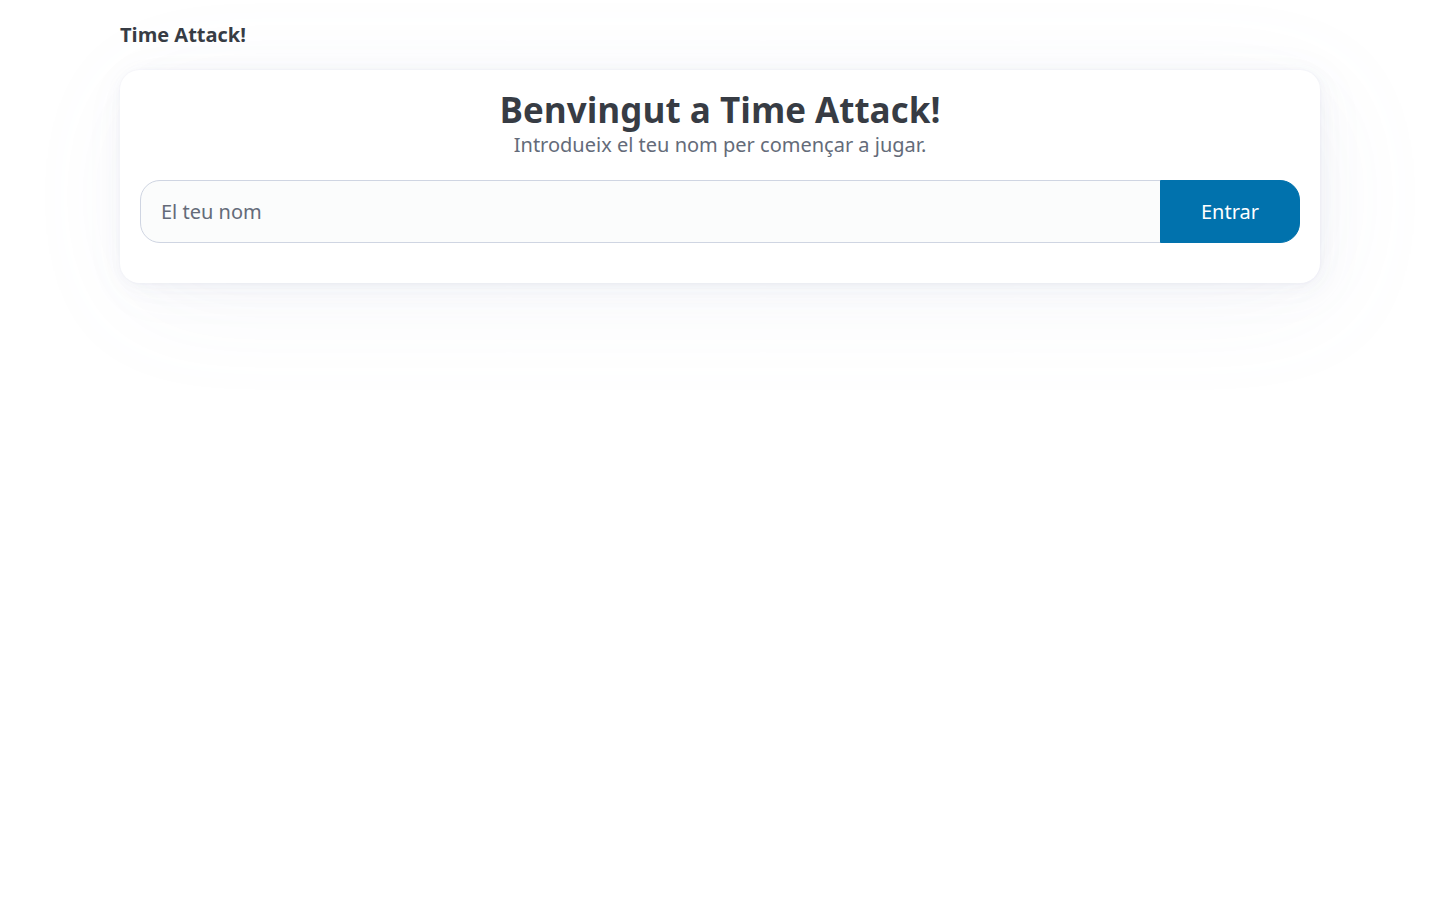 Time Attack!
Benvingut a Time Attack!
Introdueix el teu nom per començar a jugar.
El teu nom
Entrar